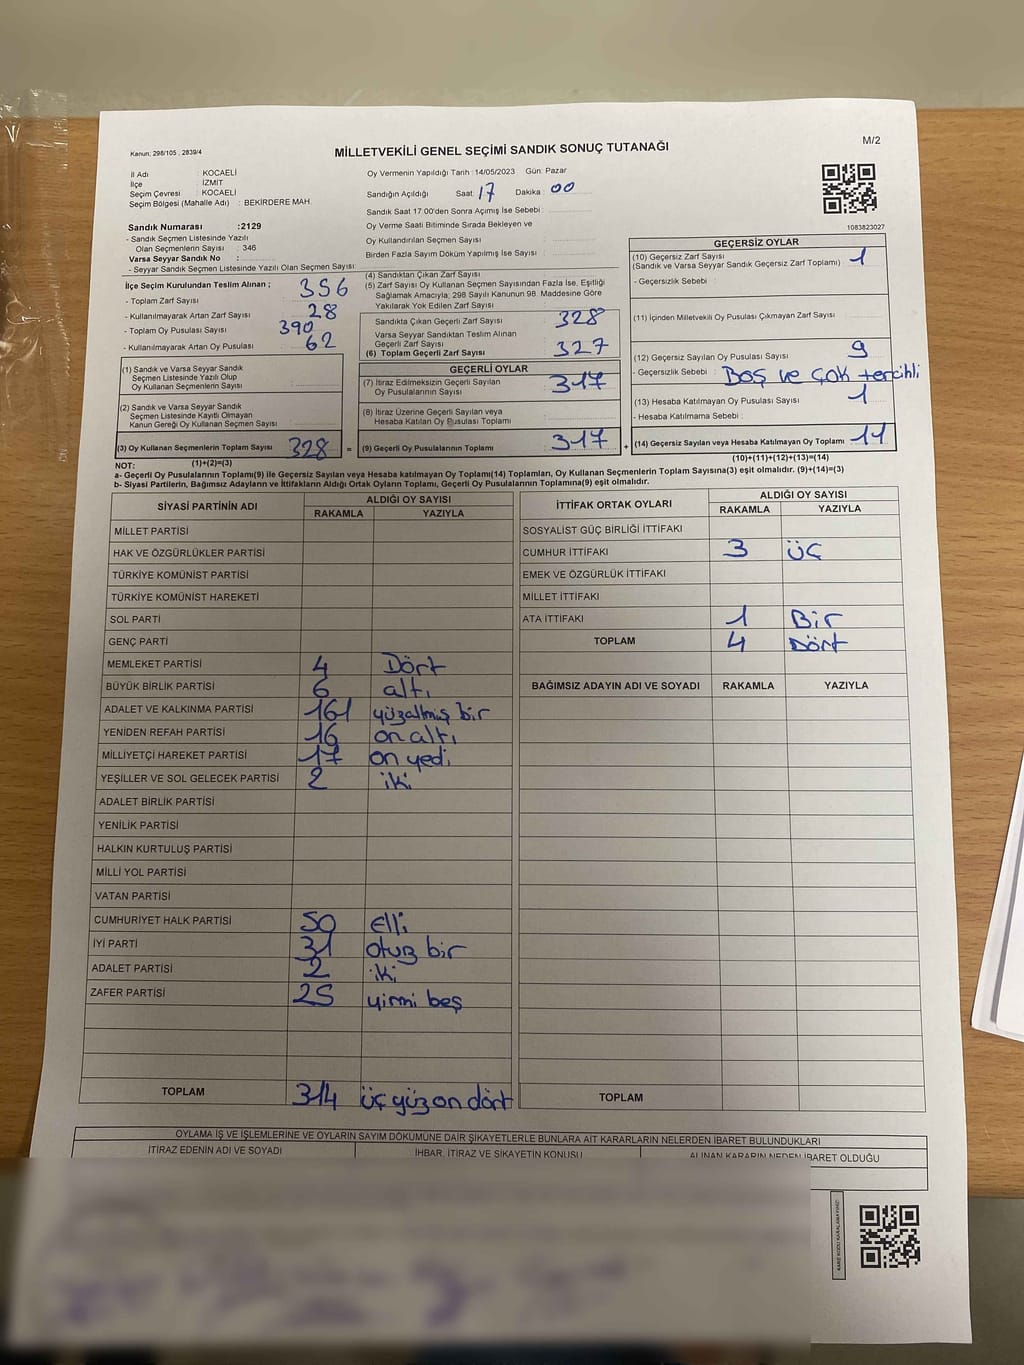 Kanun; 298/105 , 2839/4
MİLLETVEKİLİ GENEL SEÇİMİ SANDIK SONUÇ TUTANAĞI
M/2
İl Adı : KOCAELİ
İlçe : İZMİT
Seçim Çevresi : KOCAELİ
Seçim Bölgesi (Mahalle Adı) : BEKİRDERE MAH.
Sandık Numarası :2129
- Sandık Seçmen Listesinde Yazılı
Olan Seçmenlerin Sayısı : 346
Varsa Seyyar Sandık No :
- Seyyar Sandık Seçmen Listesinde Yazılı Olan Seçmen Sayısı
Oy Vermenin Yapıldığı Tarih : 14/05/2023 Gün: Pazar
Sandığın Açıldığı Saat: 17 Dakika : 00
Sandık Saat 17.00'den Sonra Açımış İse Sebebi :
Oy Verme Saati Bitiminde Sırada Bekleyen ve
Oy Kullandırılan Seçmen Sayısı :
Birden Fazla Sayım Döküm Yapılmış İse Sayısı :
1083823027
İlçe Seçim Kurulundan Teslim Alınan ;
- Toplam Zarf Sayısı : 356
- Kullanılmayarak Artan Zarf Sayısı : 28
- Toplam Oy Pusulası Sayısı : 390
- Kullanılmayarak Artan Oy Pusulası : 62
(1) Sandık ve Varsa Seyyar Sandık
Seçmen Listesinde Yazılı Olup
Oy Kullanan Seçmenlerin Sayısı :
(2) Sandık ve Varsa Seyyar Sandık
Seçmen Listesinde Kayıtlı Olmayan
Kanun Gereği Oy Kullanan Seçmenlerin Sayısı :
(3) Oy Kullanan Seçmenlerin Toplam Sayısı 328 =
(1)+(2)=(3)
(4) Sandıktan Çıkan Zarf Sayısı :
(5) Zarf Sayısı Oy Kullanan Seçmen Sayısından Fazla İse, Eşitliği
Sağlamak Amacıyla; 298 Sayılı Kanunun 98. Maddesine Göre
Yakılarak Yok Edilen Zarf Sayısı :
Sandıkta Çıkan Geçerli Zarf Sayısı : 328
Varsa Seyyar Sandıktan Teslim Alınan
Geçerli Zarf Sayısı :
(6) Toplam Geçerli Zarf Sayısı : 327
GEÇERLİ OYLAR
(7) İtiraz Edilmeksizin Geçerli Sayılan
Oy Pusulalarının Sayısı : 317
(8) İtiraz Üzerine Geçerli Sayılan veya
Hesaba Katılan Oy Pusulası Toplamı :
(9) Geçerli Oy Pusulalarının Toplamı : 317 +
GEÇERSİZ OYLAR
(10) Geçersiz Zarf Sayısı : 1
(Sandık ve Varsa Seyyar Sandık Geçersiz Zarf Toplamı)
- Geçersizlik Sebebi :
(11) İçinden Milletvekili Oy Pusulası Çıkmayan Zarf Sayısı :
(12) Geçersiz Sayılan Oy Pusulası Sayısı : 9
- Geçersizlik Sebebi : Boş ve çok tercihli
(13) Hesaba Katılmayan Oy Pusulası Sayısı : 1
- Hesaba Katılmama Sebebi :
(14) Geçersiz Sayılan veya Hesaba Katılmayan Oy Toplamı : 11
(10)+(11)+(12)+(13)=(14)
NOT:
a- Geçerli Oy Pusulalarının Toplamı(9) ile Geçersiz Sayılan veya Hesaba katılmayan Oy Toplamı(14) Toplamları, Oy Kullanan Seçmenlerin Toplam Sayısına(3) eşit olmalıdır. (9)+(14)=(3)
b- Siyasi Partilerin, Bağımsız Adayların ve İttifakların Aldığı Ortak Oyların Toplamı, Geçerli Oy Pusulalarının Toplamına(9) eşit olmalıdır.
SİYASİ PARTİNİN ADI
ALDIĞI OY SAYISI
RAKAMLA YAZIYLA
MİLLET PARTİSİ
HAK VE ÖZGÜRLÜKLER PARTİSİ
TÜRKİYE KOMÜNİST PARTİSİ
TÜRKİYE KOMÜNİST HAREKETİ
SOL PARTİ
GENÇ PARTİ
MEMLEKET PARTİSİ 4 Dört
BÜYÜK BİRLİK PARTİSİ 6 altı
ADALET VE KALKINMA PARTİSİ 161 yüzaltmış bir
YENİDEN REFAH PARTİSİ 16 on altı
MİLLİYETÇİ HAREKET PARTİSİ 17 on yedi
YEŞİLLER VE SOL GELECEK PARTİSİ 2 iki
ADALET BİRLİK PARTİSİ
YENİLİK PARTİSİ
HALKIN KURTULUŞ PARTİSİ
MİLLİ YOL PARTİSİ
VATAN PARTİSİ
CUMHURİYET HALK PARTİSİ 50 elli
İYİ PARTİ 31 otuz bir
ADALET PARTİSİ 2 iki
ZAFER PARTİSİ 25 yirmi beş
TOPLAM 314 üç yüz on dört
İTTİFAK ORTAK OYLARI
ALDIĞI OY SAYISI
RAKAMLA YAZIYLA
SOSYALİST GÜÇ BİRLİĞİ İTTİFAKI
CUMHUR İTTİFAKI 3 üç
EMEK VE ÖZGÜRLÜK İTTİFAKI
MİLLET İTTİFAKI
ATA İTTİFAKI 1 Bir
TOPLAM 4 Dört
BAĞIMSIZ ADAYIN ADI VE SOYADI RAKAMLA YAZIYLA
TOPLAM
OYLAMA İŞ VE İŞLEMLERİNE VE OYLARIN SAYIM DÖKÜMÜNE DAİR ŞİKAYETLERLE BUNLARA AİT KARARLARIN NELERDEN İBARET BULUNDUKLARI
İTİRAZ EDENİN ADI VE SOYADI İHBAR, İTİRAZ VE ŞİKAYETİN KONUSU ALINAN KARARIN NEDEN İBARET OLDUĞU